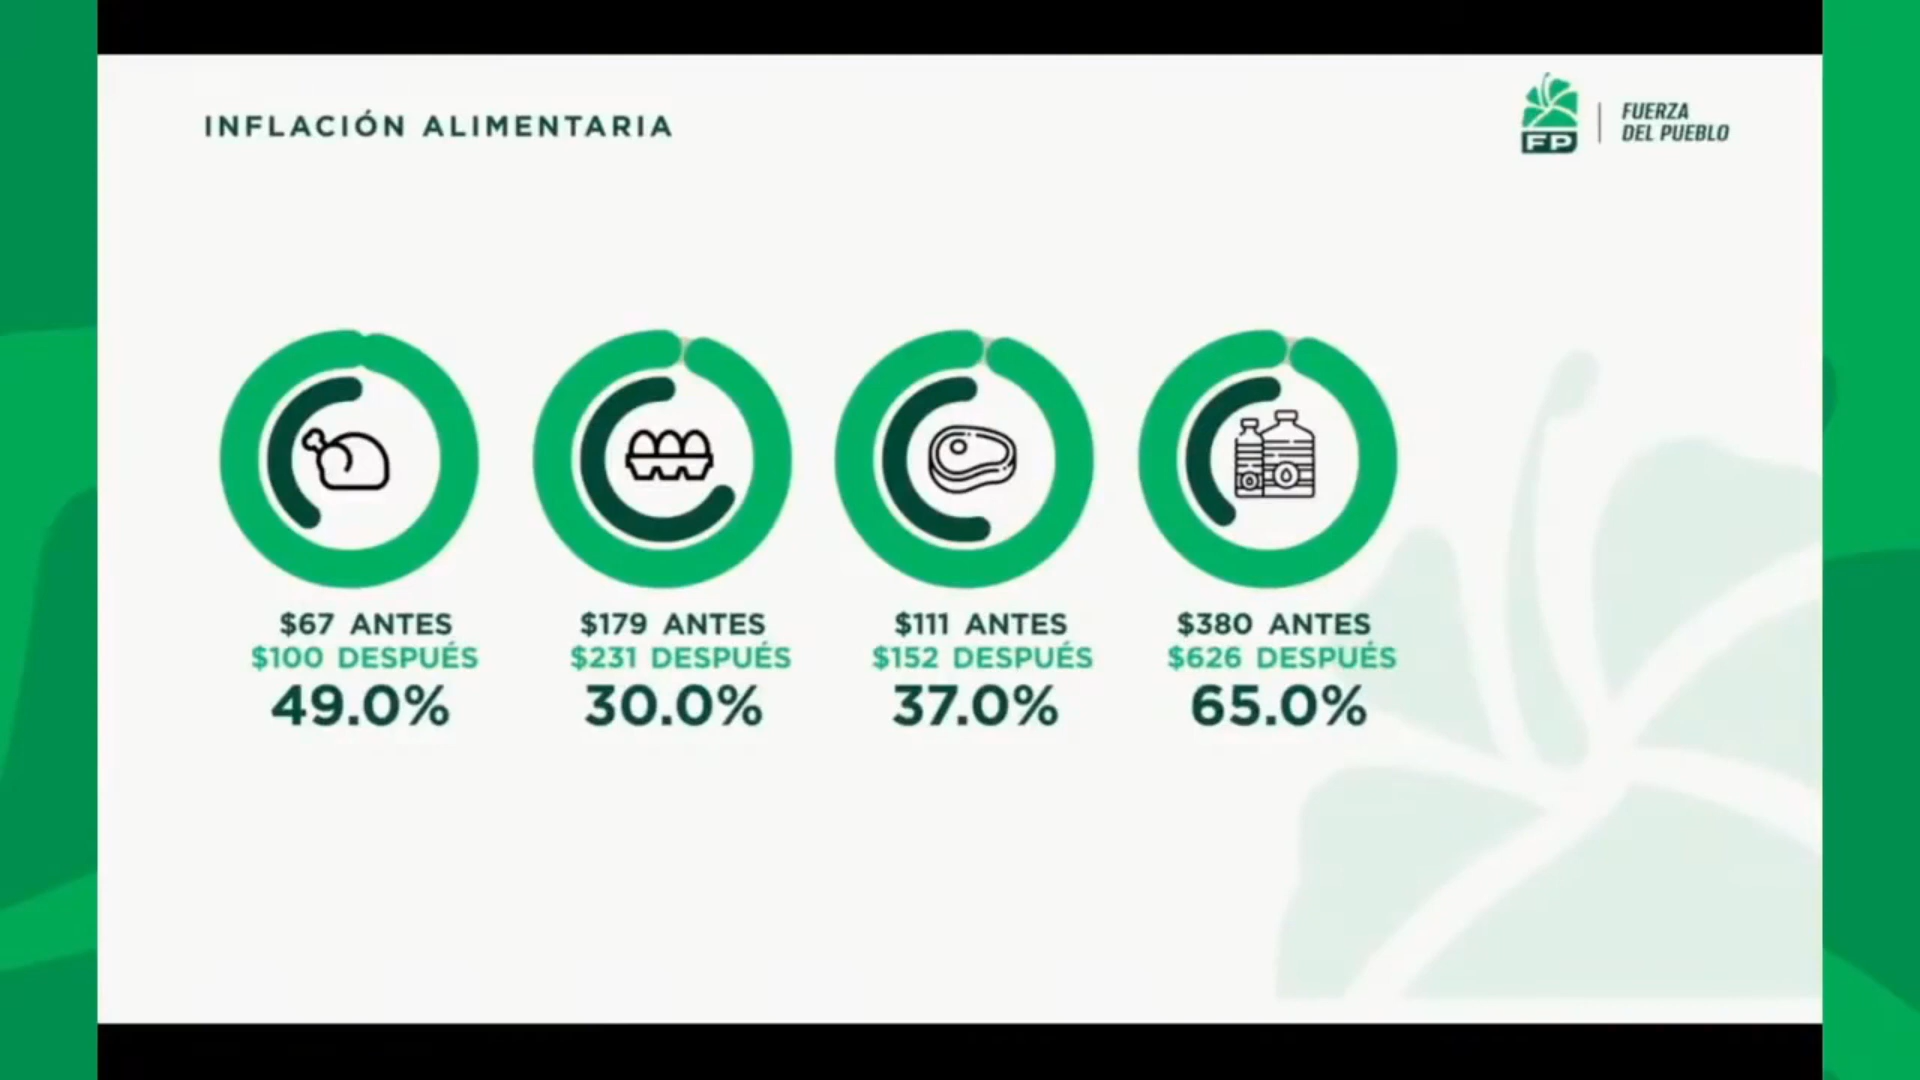 INFLACIÓN ALIMENTARIA
FP
FUERZA
DEL PUEBLO
$67 ANTES
$100 DESPUÉS
49.0%
$179 ANTES
$231 DESPUÉS
30.0%
$111 ANTES
$152 DESPUÉS
37.0%
$380 ANTES
$626 DESPUÉS
65.0%